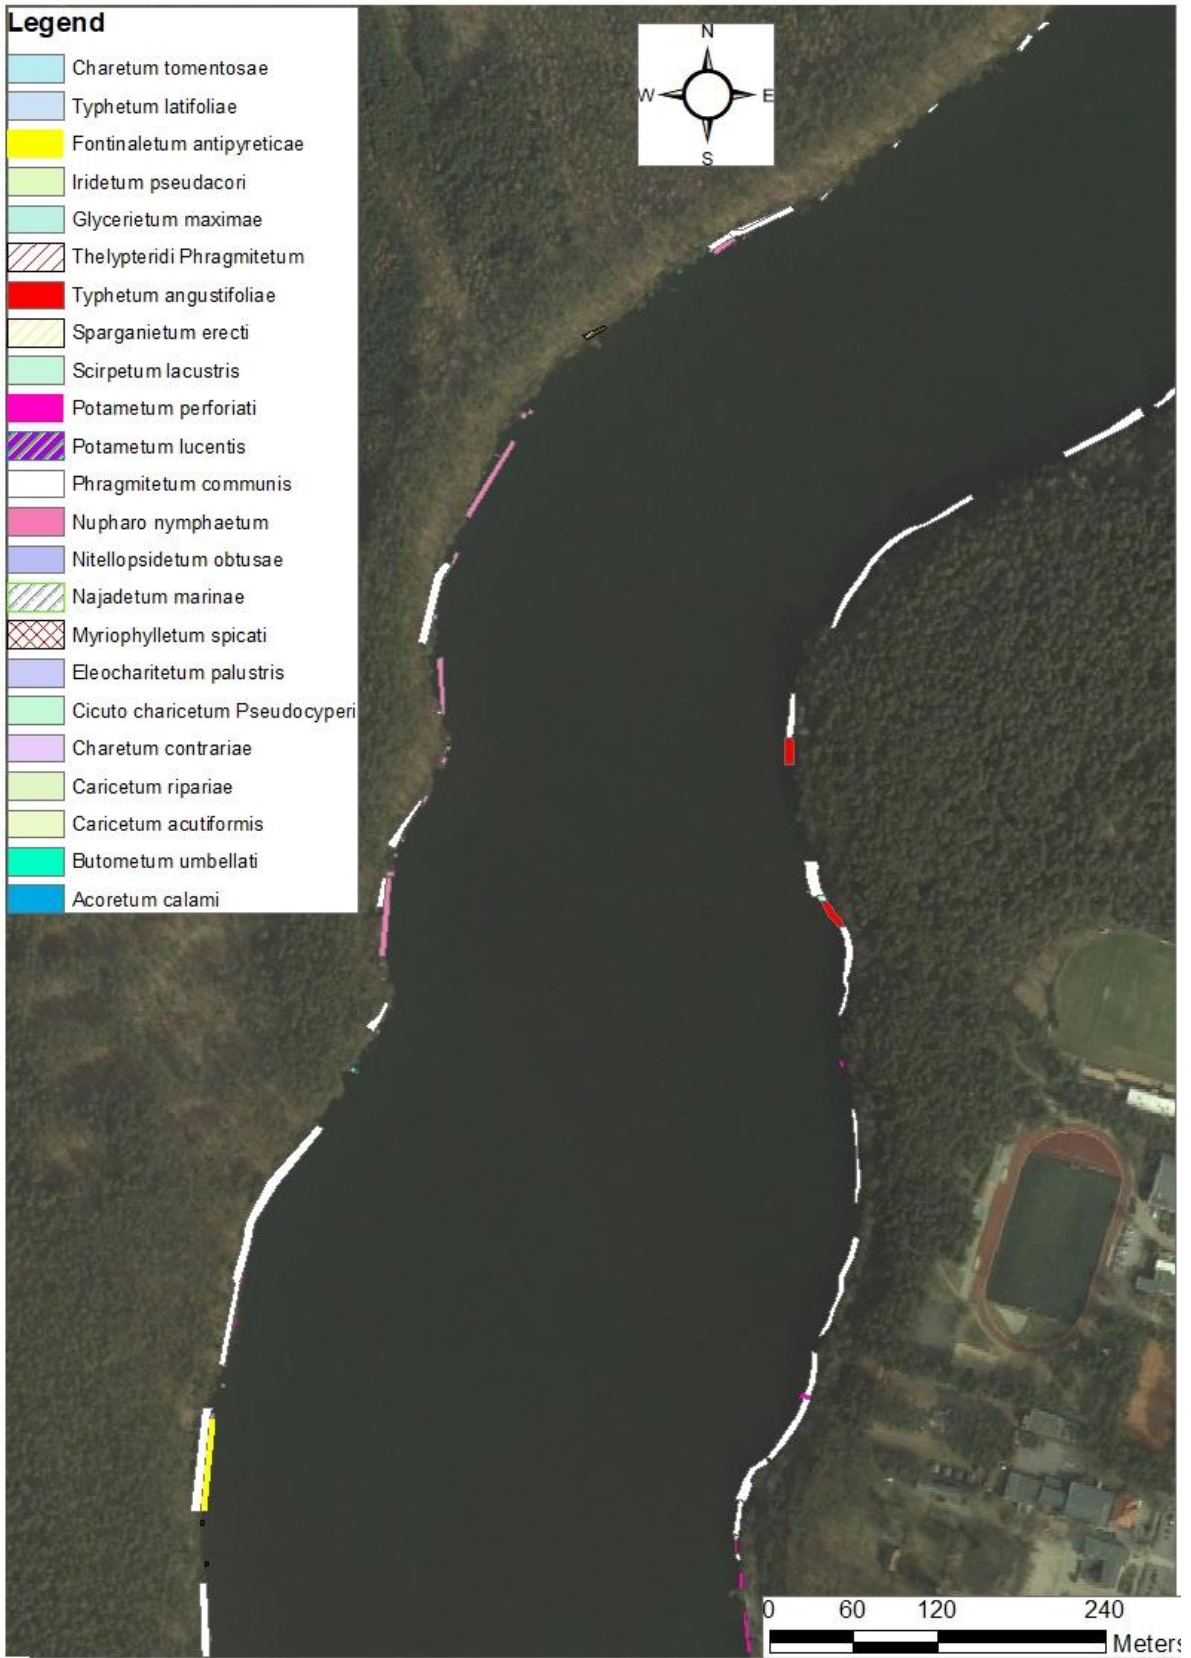 Legend
Charetum tomentosae
Typhetum latifoliae
Fontinaletum antipyreticae
Iridetum pseudacori
Glycerietum maximae
Thelypteridi Phragmitetum
Typhetum angustifoliae
Sparganietum erecti
Scirpetum lacustris
Potametum perforiati
Potametum lucentis
Phragmitetum communis
Nupharo nymphaetum
Nitellopsidetum obtusae
Najadetum marinae
Myriophylletum spicati
Eleocharitetum palustris
Cicuto charicetum Pseudocyperi
Charetum contrariae
Caricetum ripariae
Caricetum acutiformis
Butometum umbellati
Acoretum calami
N
W E
S
0 60 120 240
Meters